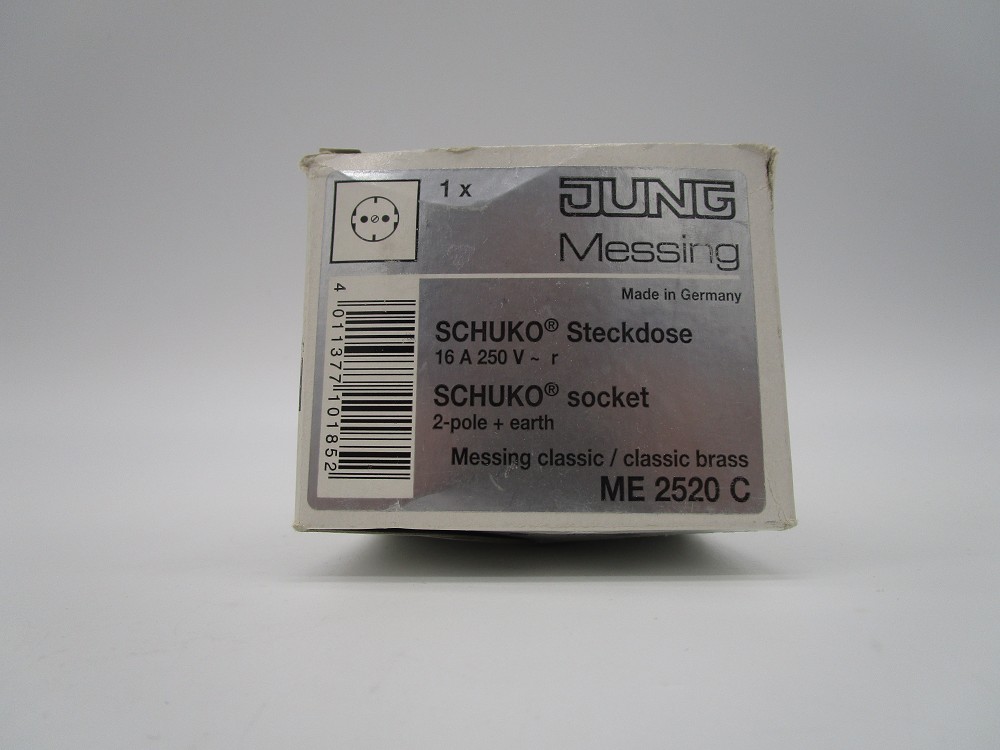 1 x
JUNG
Messing
Made in Germany
SCHUKO® Steckdose
16 A 250 V ~ r
SCHUKO® socket
2-pole + earth
Messing classic / classic brass
ME 2520 C
4 011377 101852